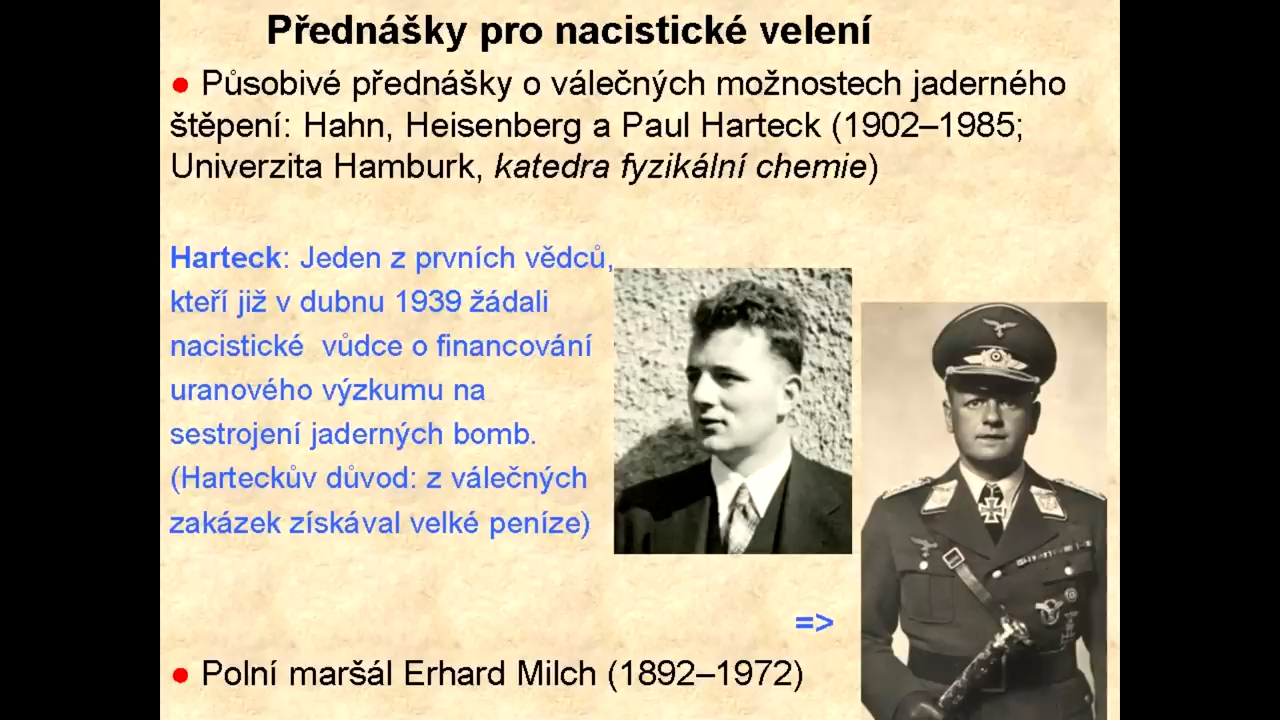 Přednášky pro nacistické velení
● Působivé přednášky o válečných možnostech jaderného
štěpení: Hahn, Heisenberg a Paul Harteck (1902–1985;
Univerzita Hamburk, katedra fyzikální chemie)
Harteck: Jeden z prvních vědců,
kteří již v dubnu 1939 žádali
nacistické vůdce o financování
uranového výzkumu na
sestrojení jaderných bomb.
(Harteckův důvod: z válečných
zakázek získával velké peníze)
=>
● Polní maršál Erhard Milch (1892–1972)